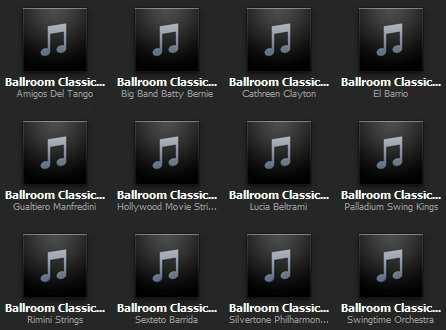 Ballroom Classic... Ballroom Classic... Ballroom Classic... Ballroom Classic...
Amigos Del Tango Big Band Batty Bernie Cathreen Clayton El Barrio
Ballroom Classic... Ballroom Classic... Ballroom Classic... Ballroom Classic...
Gualtiero Manfredini Hollywood Movie Stri... Lucia Beltrami Palladium Swing Kings
Ballroom Classic... Ballroom Classic... Ballroom Classic... Ballroom Classic...
Rimini Strings Sexteto Barrida Silvertone Philharmon... Swingtime Orchestra